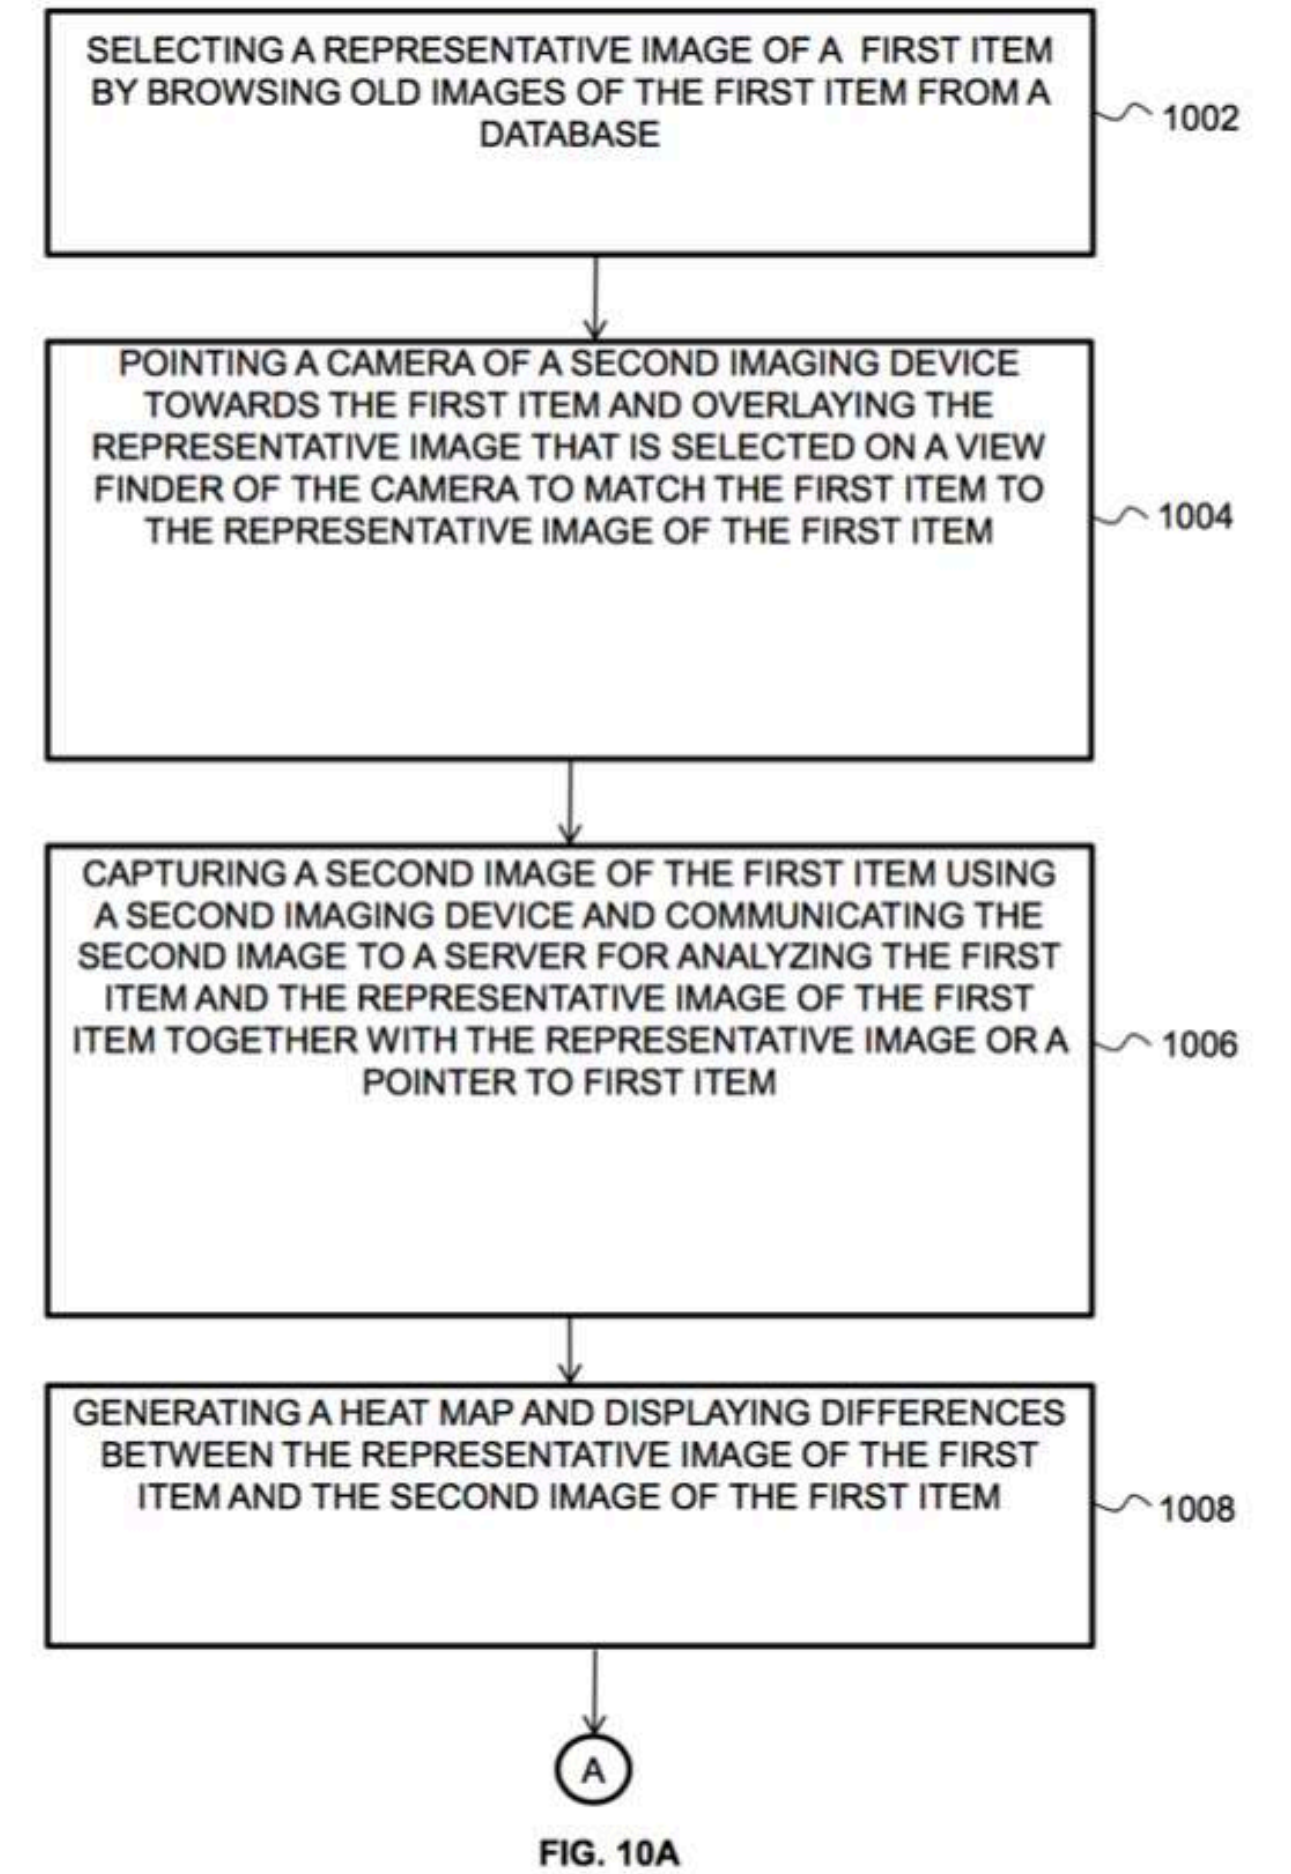 SELECTING A REPRESENTATIVE IMAGE OF A FIRST ITEM
BY BROWSING OLD IMAGES OF THE FIRST ITEM FROM A
DATABASE
1002
POINTING A CAMERA OF A SECOND IMAGING DEVICE
TOWARDS THE FIRST ITEM AND OVERLAYING THE
REPRESENTATIVE IMAGE THAT IS SELECTED ON A VIEW
FINDER OF THE CAMERA TO MATCH THE FIRST ITEM TO
THE REPRESENTATIVE IMAGE OF THE FIRST ITEM
1004
CAPTURING A SECOND IMAGE OF THE FIRST ITEM USING
A SECOND IMAGING DEVICE AND COMMUNICATING THE
SECOND IMAGE TO A SERVER FOR ANALYZING THE FIRST
ITEM AND THE REPRESENTATIVE IMAGE OF THE FIRST
ITEM TOGETHER WITH THE REPRESENTATIVE IMAGE OR A
POINTER TO FIRST ITEM
1006
GENERATING A HEAT MAP AND DISPLAYING DIFFERENCES
BETWEEN THE REPRESENTATIVE IMAGE OF THE FIRST
ITEM AND THE SECOND IMAGE OF THE FIRST ITEM
1008
A
FIG. 10A